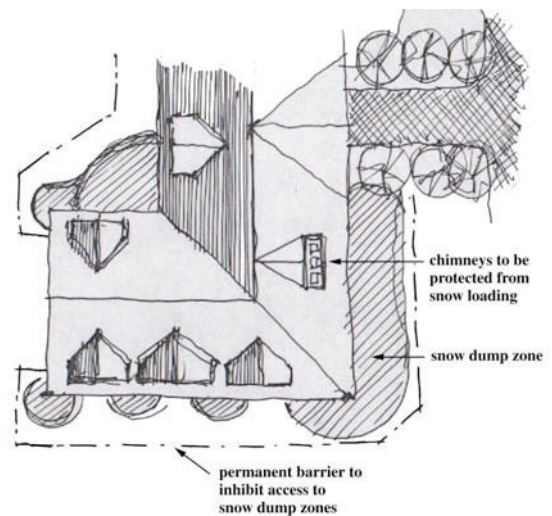 chimneys to be
protected from
snow loading
snow dump zone
permanent barrier to
inhibit access to
snow dump zones